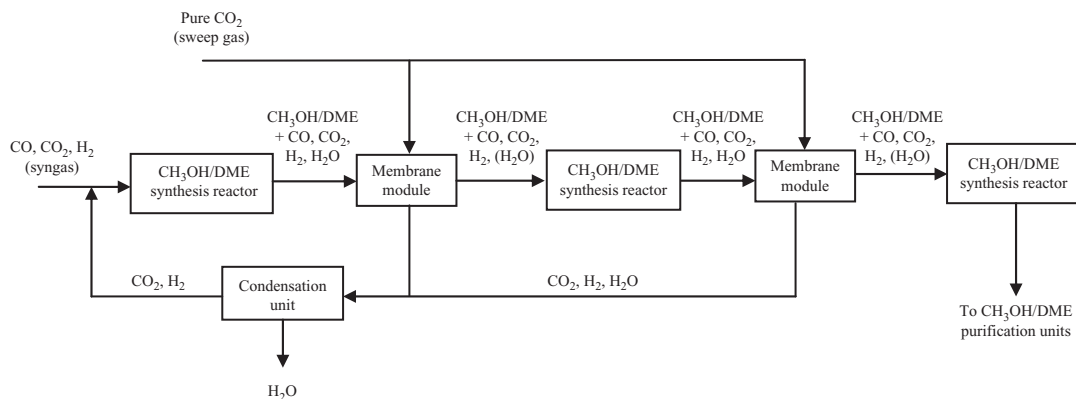 Pure CO₂
(sweep gas)
CH₃OH/DME
+ CO, CO₂,
H₂, H₂O
CH₃OH/DME
+ CO, CO₂,
H₂, (H₂O)
CH₃OH/DME
+ CO, CO₂,
H₂, H₂O
CH₃OH/DME
+ CO, CO₂,
H₂, (H₂O)
CO, CO₂, H₂
(syngas)
CH₃OH/DME
synthesis reactor
Membrane
module
CH₃OH/DME
synthesis reactor
Membrane
module
CH₃OH/DME
synthesis reactor
CO₂, H₂
Condensation
unit
CO₂, H₂, H₂O
To CH₃OH/DME
purification units
H₂O